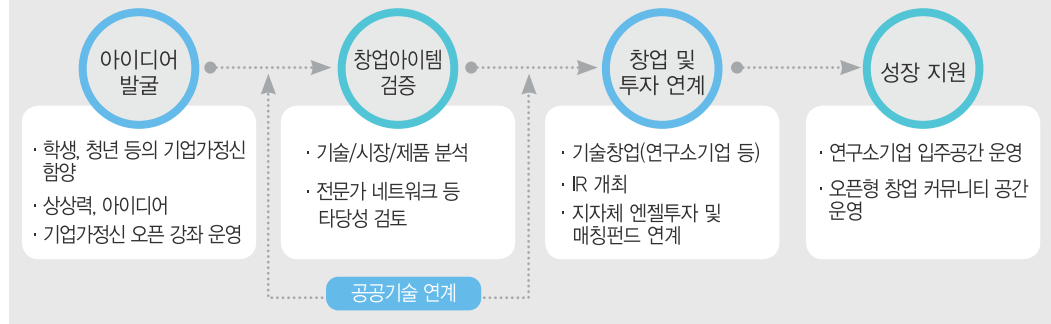 아이디어
발굴
창업아이템
검증
창업 및
투자 연계
성장 지원
· 학생, 청년 등의 기업가정신
함양
· 상상력, 아이디어
· 기업가정신 오픈 강좌 운영
· 기술/시장/제품 분석
· 전문가 네트워크 등
타당성 검토
· 기술창업(연구소기업 등)
· IR 개최
· 지자체 엔젤투자 및
매칭펀드 연계
· 연구소기업 입주공간 운영
· 오픈형 창업 커뮤니티 공간
운영
공공기술 연계